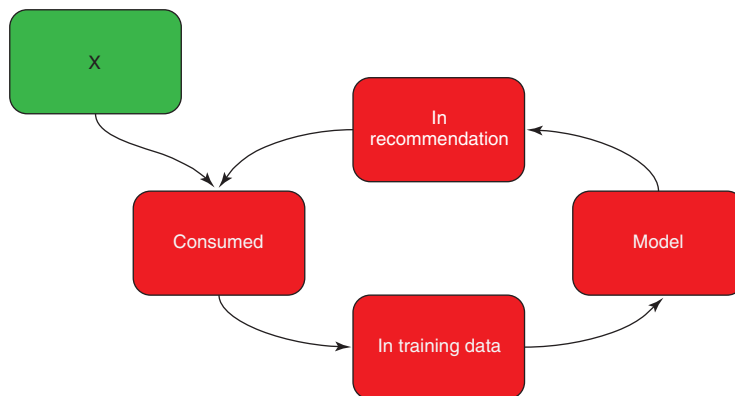 X
In
recommendation
Consumed
Model
In training data